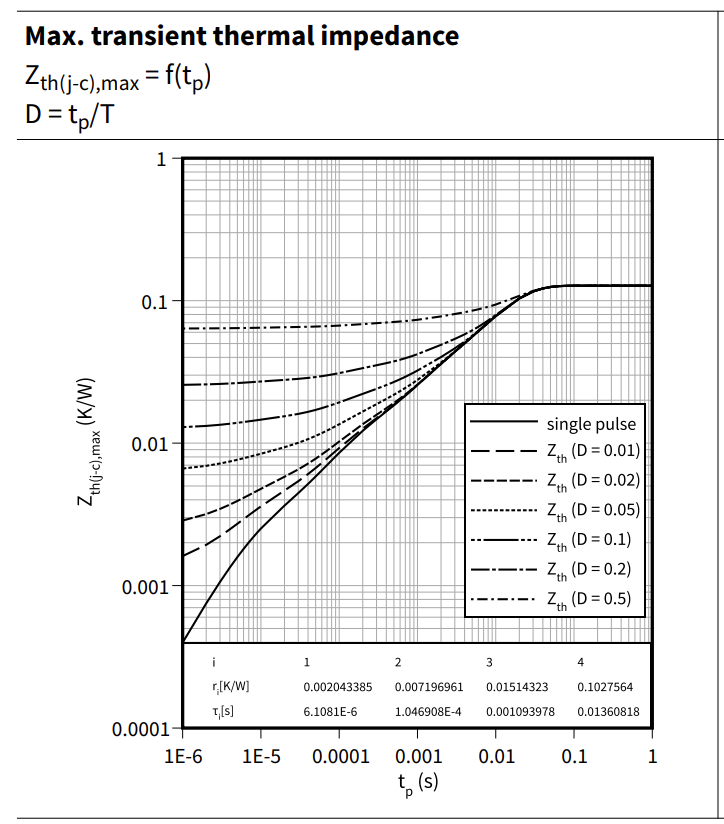 Max. transient thermal impedance
Zth(j-c),max = f(tp)
D = tp/T
1
0.1
0.01
0.001
0.0001
Zth(j-c),max (K/W)
single pulse
Zth (D = 0.01)
Zth (D = 0.02)
Zth (D = 0.05)
Zth (D = 0.1)
Zth (D = 0.2)
Zth (D = 0.5)
i 1 2 3 4
ri[K/W] 0.002043385 0.007196961 0.01514323 0.1027564
τi[s] 6.1081E-6 1.046908E-4 0.001093978 0.01360818
1E-6 1E-5 0.0001 0.001 0.01 0.1 1
tp (s)